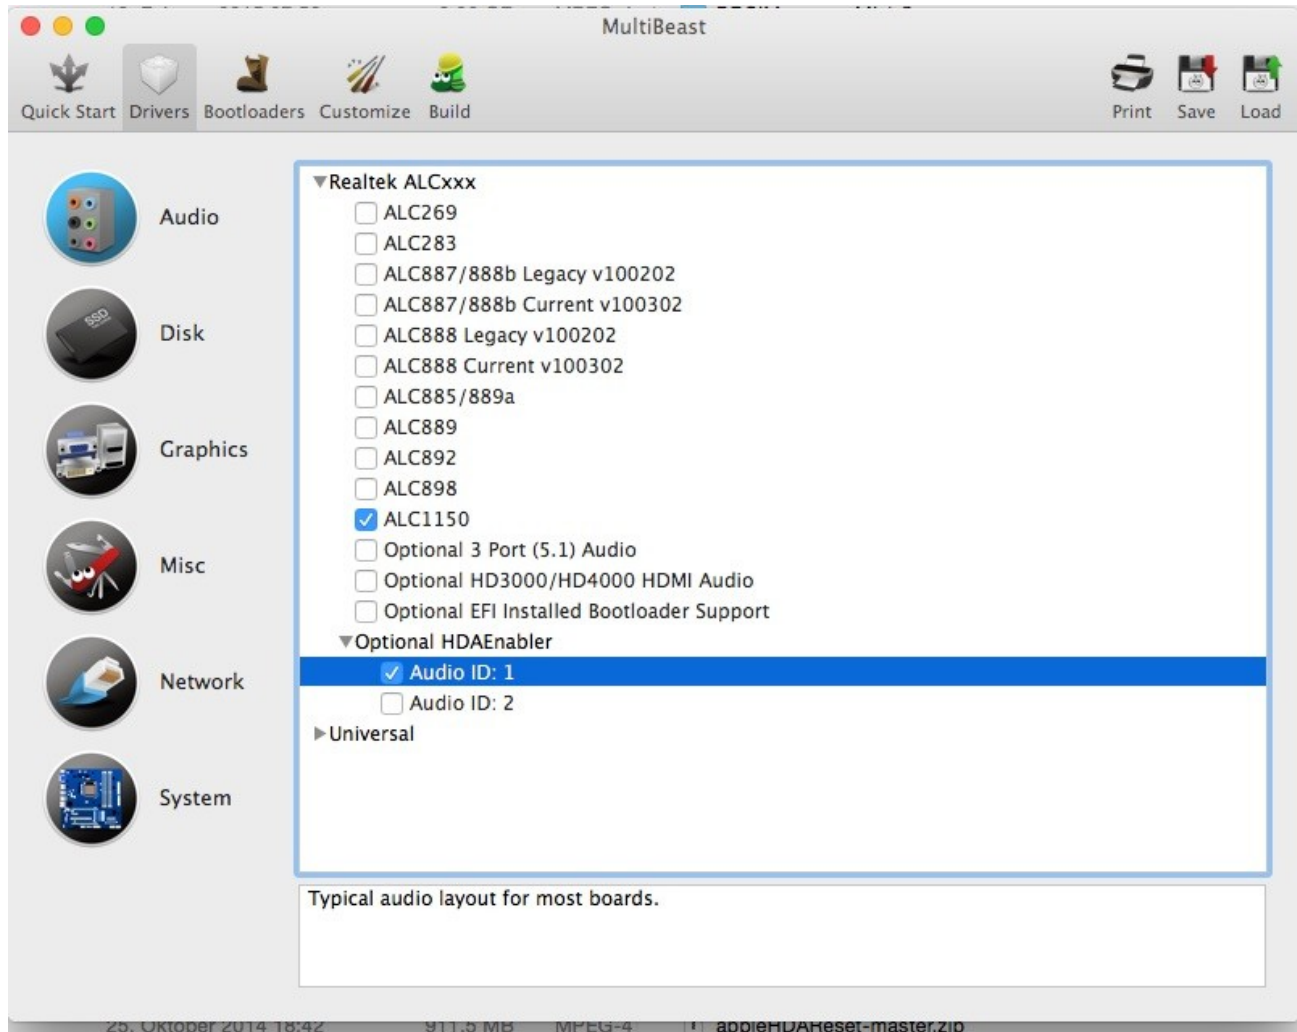 MultiBeast
Quick Start Drivers Bootloaders Customize Build Print Save Load
Audio
Disk
Graphics
Misc
Network
System
SSD
Realtek ALCxxx
ALC269
ALC283
ALC887/888b Legacy v100202
ALC887/888b Current v100302
ALC888 Legacy v100202
ALC888 Current v100302
ALC885/889a
ALC889
ALC892
ALC898
ALC1150
Optional 3 Port (5.1) Audio
Optional HD3000/HD4000 HDMI Audio
Optional EFI Installed Bootloader Support
Optional HDAEnabler
Audio ID: 1
Audio ID: 2
Universal
Typical audio layout for most boards.
25. Oktober 2014 18:42 911,5 MB MPEG-4 appleHDAReset-master.zip